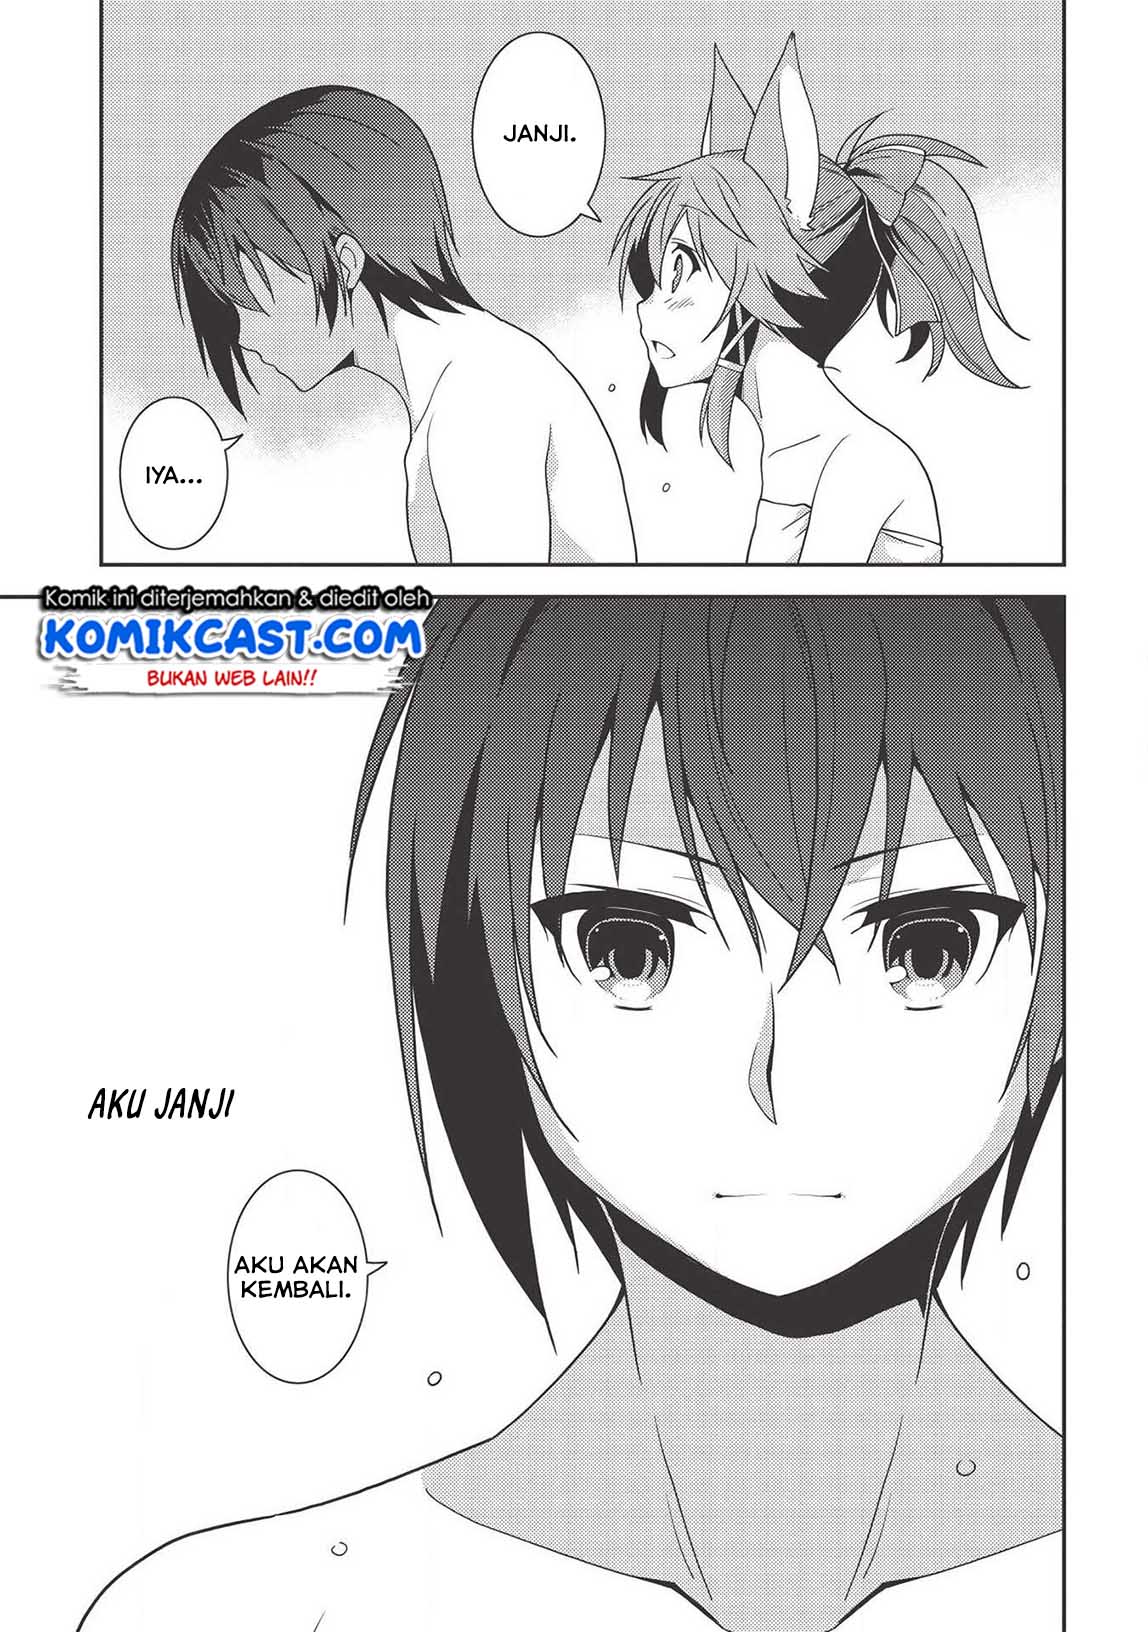 JANJI.
IYA...
Komik ini diterjemahkan & diedit oleh
KOMIKCAST.COM
BUKAN WEB LAIN!!
AKU JANJI
AKU AKAN
KEMBALI.